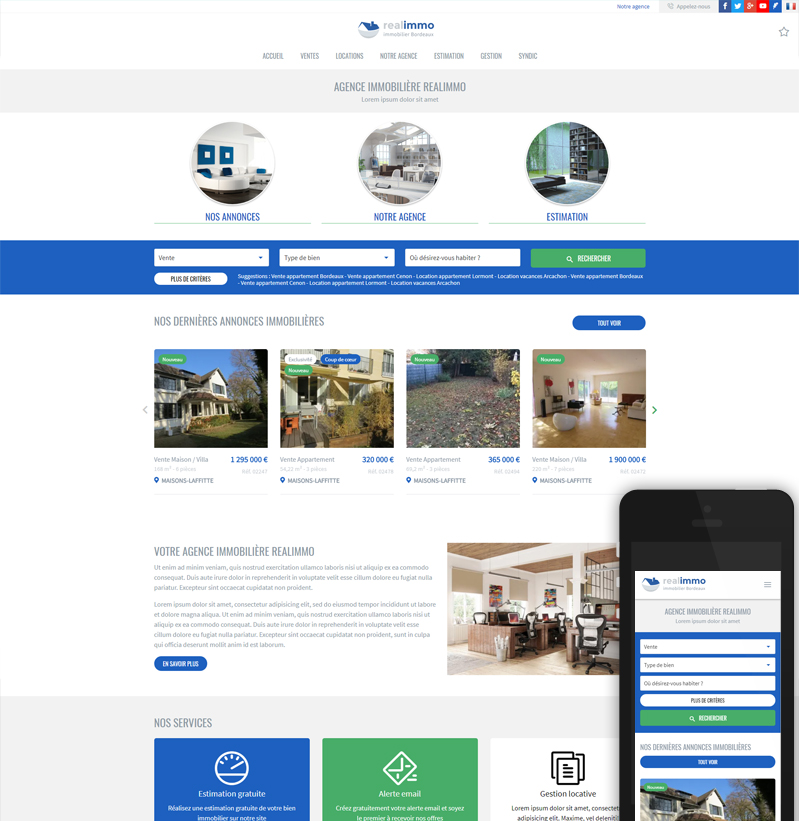 Notre agence
Appelez-nous
realimmo
Immobilier Bordeaux
ACCUEIL VENTES LOCATIONS NOTRE AGENCE ESTIMATION GESTION SYNDIC
AGENCE IMMOBILIÈRE REALIMMO
Lorem ipsum dolor sit amet
NOS ANNONCES NOTRE AGENCE ESTIMATION
Vente Type de bien Où désirez-vous habiter ? RECHERCHER
PLUS DE CRITÈRES
Suggestions : Vente appartement Bordeaux - Vente appartement Cenon - Location appartement Lormont - Location vacances Arcachon - Vente appartement Bordeaux
- Vente appartement Cenon - Location appartement Lormont - Location vacances Arcachon
NOS DERNIÈRES ANNONCES IMMOBILIÈRES
TOUT VOIR
Nouveau
Exclusivité Coup de cœur
Nouveau
Nouveau
Nouveau
Vente Maison / Villa 1 295 000 €
168 m² - 6 pièces Réf. 02247
MAISONS-LAFFITTE
Vente Appartement 320 000 €
54,22 m² - 3 pièces Réf. 02478
MAISONS-LAFFITTE
Vente Appartement 365 000 €
3 pièces
MAISONS-LAFFITTE
Vente Maison / Villa 1 900 000 €
220 m² - 7 pièces Réf. 02472
MAISONS-LAFFITTE
VOTRE AGENCE IMMOBILIÈRE REALIMMO
Ut enim ad minim veniam, quis nostrud exercitation ullamco laboris nisi ut aliquip ex ea commodo
consequat. Duis aute irure dolor in reprehenderit in voluptate velit esse cillum dolore eu fugiat nulla
pariatur. Excepteur sint occaecat cupidatat non proident.
Lorem ipsum dolor sit amet, consectetur adipisicing elit, sed do eiusmod tempor incididunt ut labore
et dolore magna aliqua. Ut enim ad minim veniam, quis nostrud exercitation ullamco laboris nisi ut
aliquip ex ea commodo consequat. Duis aute irure dolor in reprehenderit in voluptate velit esse
cillum dolore eu fugiat nulla pariatur. Excepteur sint occaecat cupidatat non proident, sunt in culpa
qui officia deserunt mollit anim id est laborum.
EN SAVOIR PLUS
NOS SERVICES
Estimation gratuite
Réalisez une estimation gratuite de votre bien
immobilier sur notre site
Alerte email
Créez gratuitement votre alerte email et soyez
le premier à recevoir nos offres
Gestion locative
Lorem ipsum dolor sit amet, consectetur
adipisicing elit. Maxime, vel deleniti
realimmo
Immobilier Bordeaux
AGENCE IMMOBILIÈRE REALIMMO
Lorem ipsum dolor sit amet
Vente
Type de bien
Où désirez-vous habiter ?
PLUS DE CRITÈRES
RECHERCHER
NOS DERNIÈRES ANNONCES IMMOBILIÈRES
TOUT VOIR
Nouveau